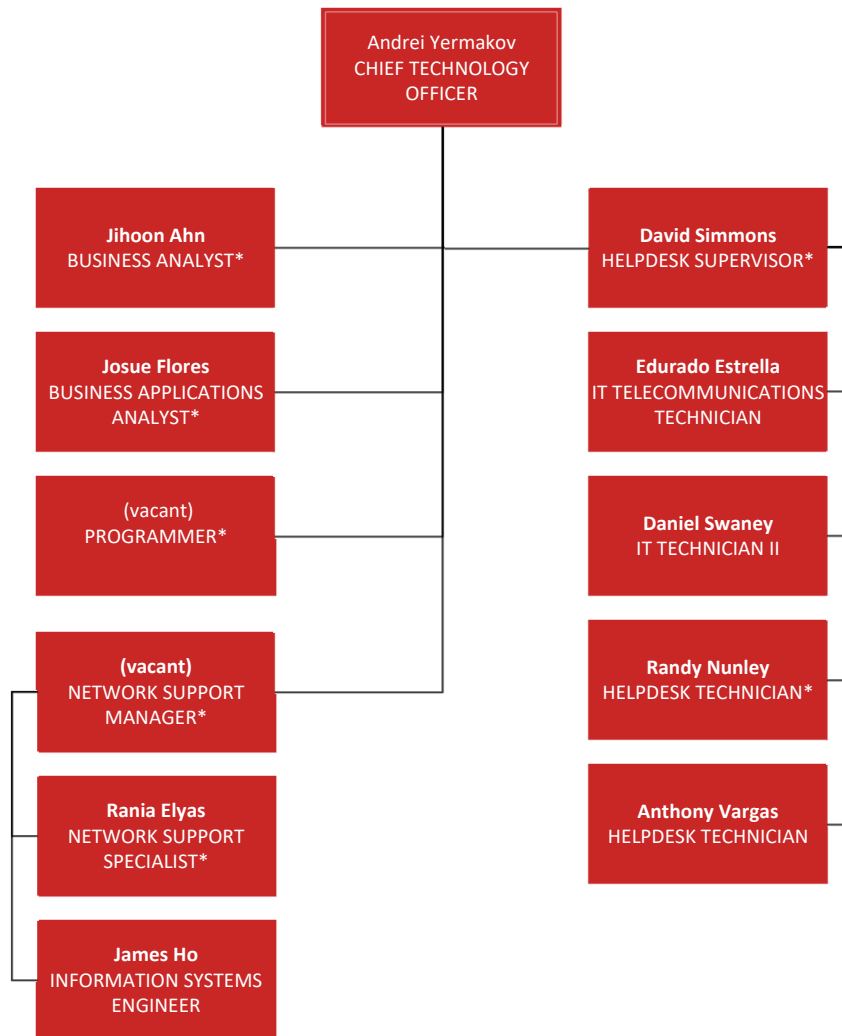 Andrei Yermakov
CHIEF TECHNOLOGY
OFFICER
Jihoon Ahn
BUSINESS ANALYST*
Josue Flores
BUSINESS APPLICATIONS
ANALYST*
(vacant)
PROGRAMMER*
(vacant)
NETWORK SUPPORT
MANAGER*
Rania Elyas
NETWORK SUPPORT
SPECIALIST*
James Ho
INFORMATION SYSTEMS
ENGINEER
David Simmons
HELPDESK SUPERVISOR*
Edurado Estrella
IT TELECOMMUNICATIONS
TECHNICIAN
Daniel Swaney
IT TECHNICIAN II
Randy Nunley
HELPDESK TECHNICIAN*
Anthony Vargas
HELPDESK TECHNICIAN